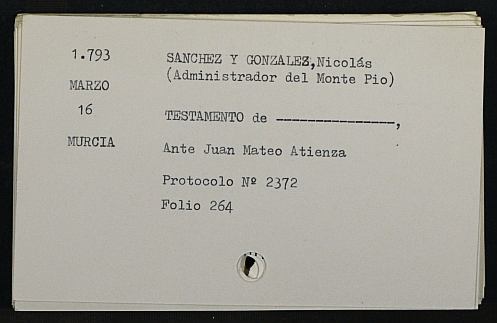 1.793
MARZO
16
MURCIA
SANCHEZ Y GONZALEZ,Nicolás
(Administrador del Monte Pio)
TESTAMENTO de ----------------,
Ante Juan Mateo Atienza
Protocolo Nº 2372
Folio 264